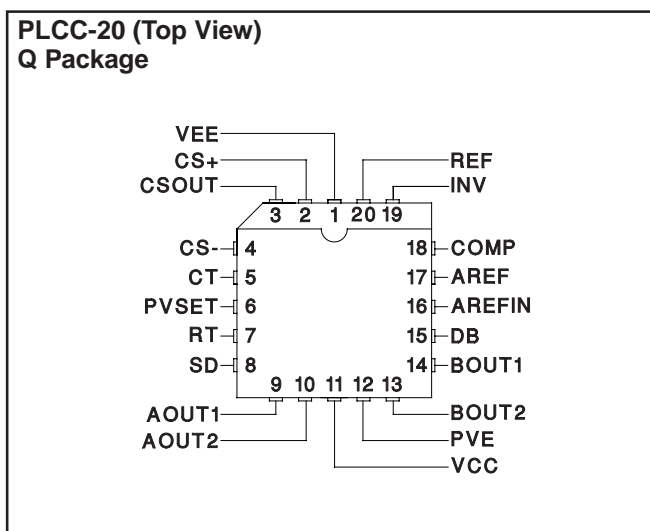 PLCC-20 (Top View)
Q Package
VEE
CS+
CSOUT
REF
INV
3 2 1 20 19
CS- 4
CT 5
PVSET 6
RT 7
SD 8
18 COMP
17 AREF
16 AREFIN
15 DB
14 BOUT1
9 10 11 12 13
AOUT1
AOUT2
BOUT2
PVE
VCC